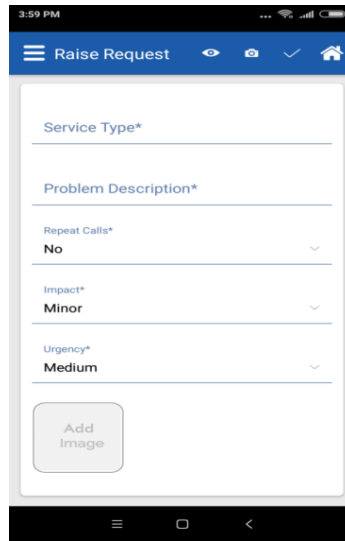 3:59 PM
Raise Request
Service Type*
Problem Description*
Repeat Calls*
No
Impact*
Minor
Urgency*
Medium
Add
Image